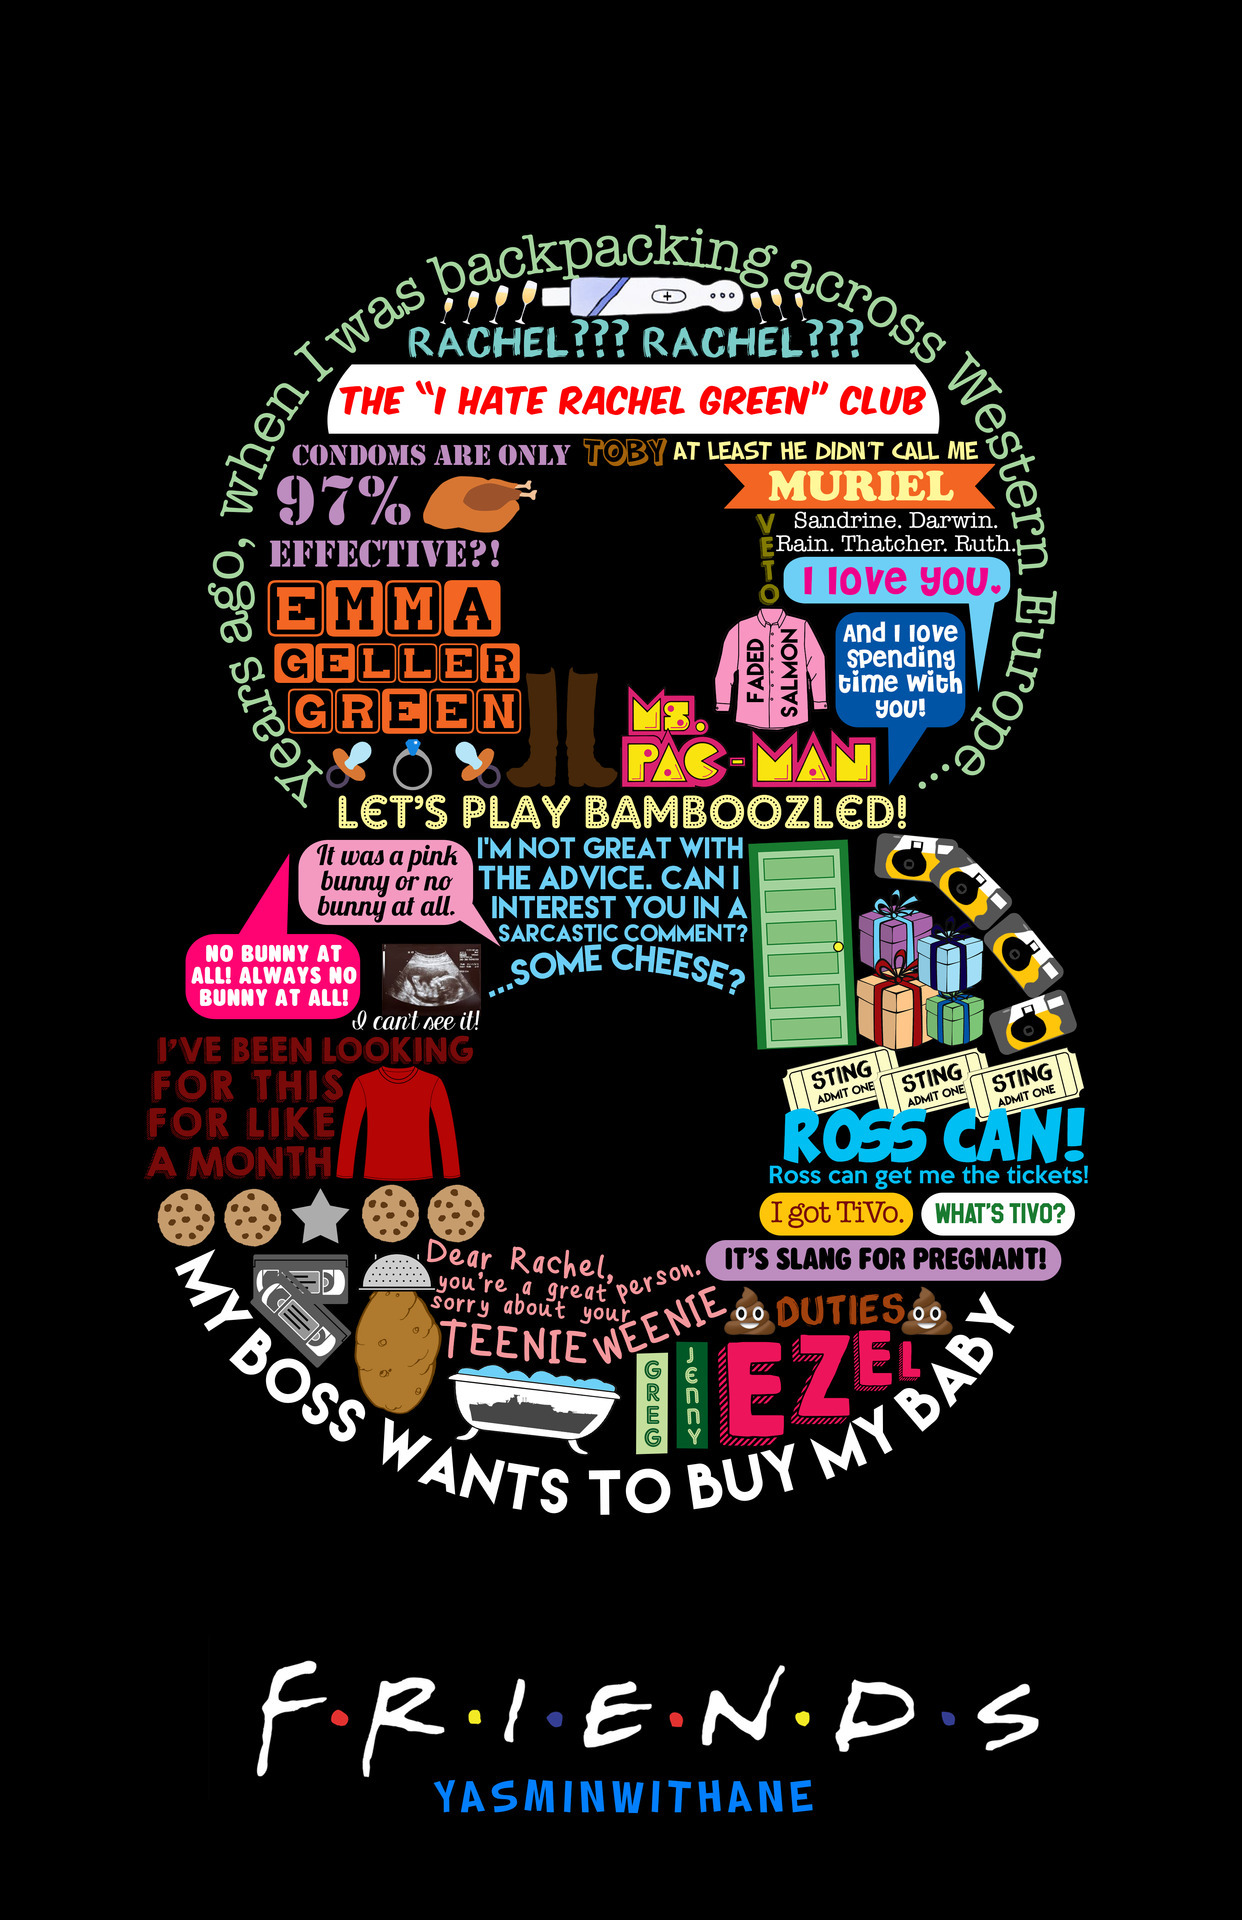 Years ago, when I was backpacking across Western Europe...
RACHEL??? RACHEL???
THE "I HATE RACHEL GREEN" CLUB
CONDOMS ARE ONLY
97%
EFFECTIVE?!
TOBY
AT LEAST HE DIDN'T CALL ME
MURIEL
VETO
Sandrine. Darwin.
Rain. Thatcher. Ruth.
I love you.
EMMA
GELLER
GREEN
FADED
SALMON
And I love
spending
time with
you!
MS.
PAC-MAN
LET'S PLAY BAMBOOZLED!
It was a pink
bunny or no
bunny at all.
NO BUNNY AT
ALL! ALWAYS NO
BUNNY AT ALL!
I'M NOT GREAT WITH
THE ADVICE. CAN I
INTEREST YOU IN A
SARCASTIC COMMENT?
...SOME CHEESE?
I can't see it!
I'VE BEEN LOOKING
FOR THIS
FOR LIKE
A MONTH
STING
ADMIT ONE
STING
ADMIT ONE
STING
ADMIT ONE
ROSS CAN!
Ross can get me the tickets!
I got TiVo.
WHAT'S TIVO?
IT'S SLANG FOR PREGNANT!
Dear Rachel,
you're a great person.
sorry about your
TEENIE WEENIE
DUTIES
GREG
JENNY
EZEL
MY BOSS WANTS TO BUY MY BABY
F.R.I.E.N.D.S
YASMINWITHANE